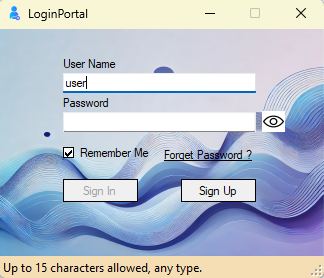 LoginPortal
User Name
user
Password
Remember Me
Forget Password ?
Sign In
Sign Up
Up to 15 characters allowed, any type.